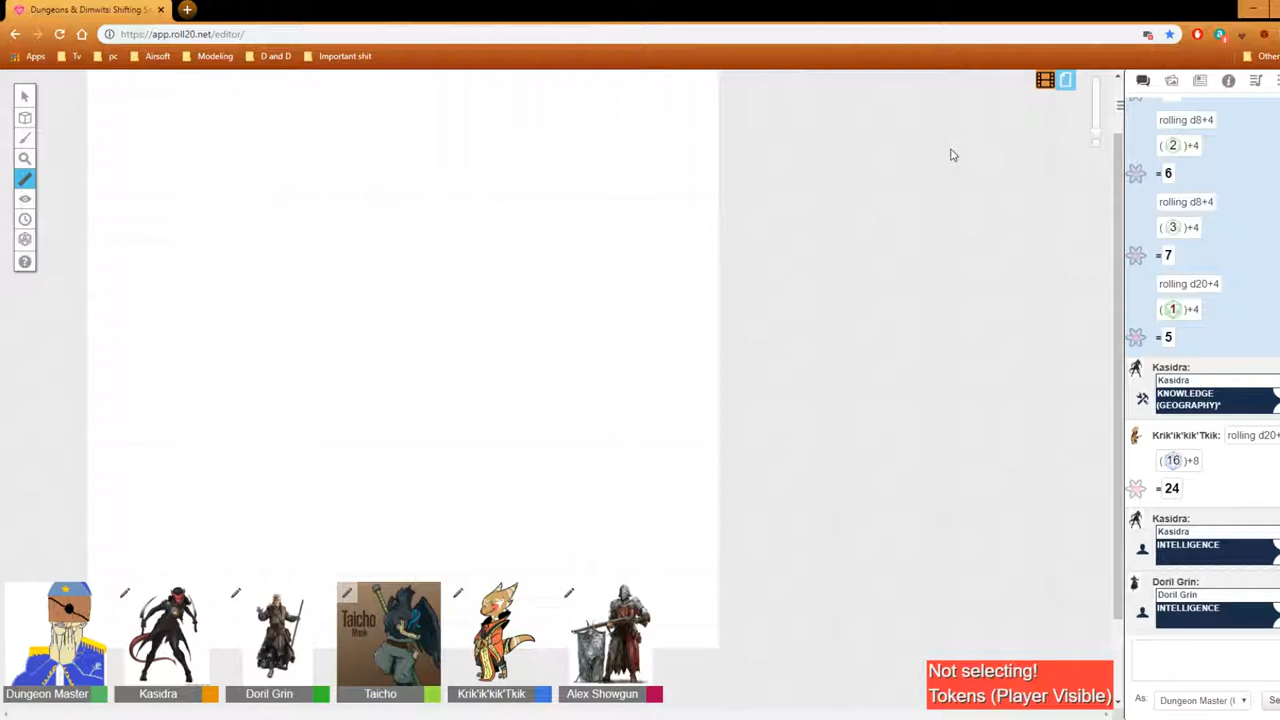 Dungeons & Dimwits: Shifting S
https://app.roll20.net/editor/
Apps
Tv
pc
Airsoft
Modeling
D and D
Important shit
Other
rolling d8+4
(2)+4
= 6
rolling d8+4
(3)+4
= 7
rolling d20+4
(1)+4
= 5
Kasidra:
Kasidra
KNOWLEDGE
(GEOGRAPHY)*
Krik'ik'kik'Tkik: rolling d20+
(16)+8
= 24
Kasidra:
Kasidra
INTELLIGENCE
Doril Grin:
Doril Grin
INTELLIGENCE
Taicho
Monk
Dungeon Master
Kasidra
Doril Grin
Taicho
Krik'ik'kik'Tkik
Alex Showgun
Not selecting!
Tokens (Player Visible)
As:
Dungeon Master (
Se